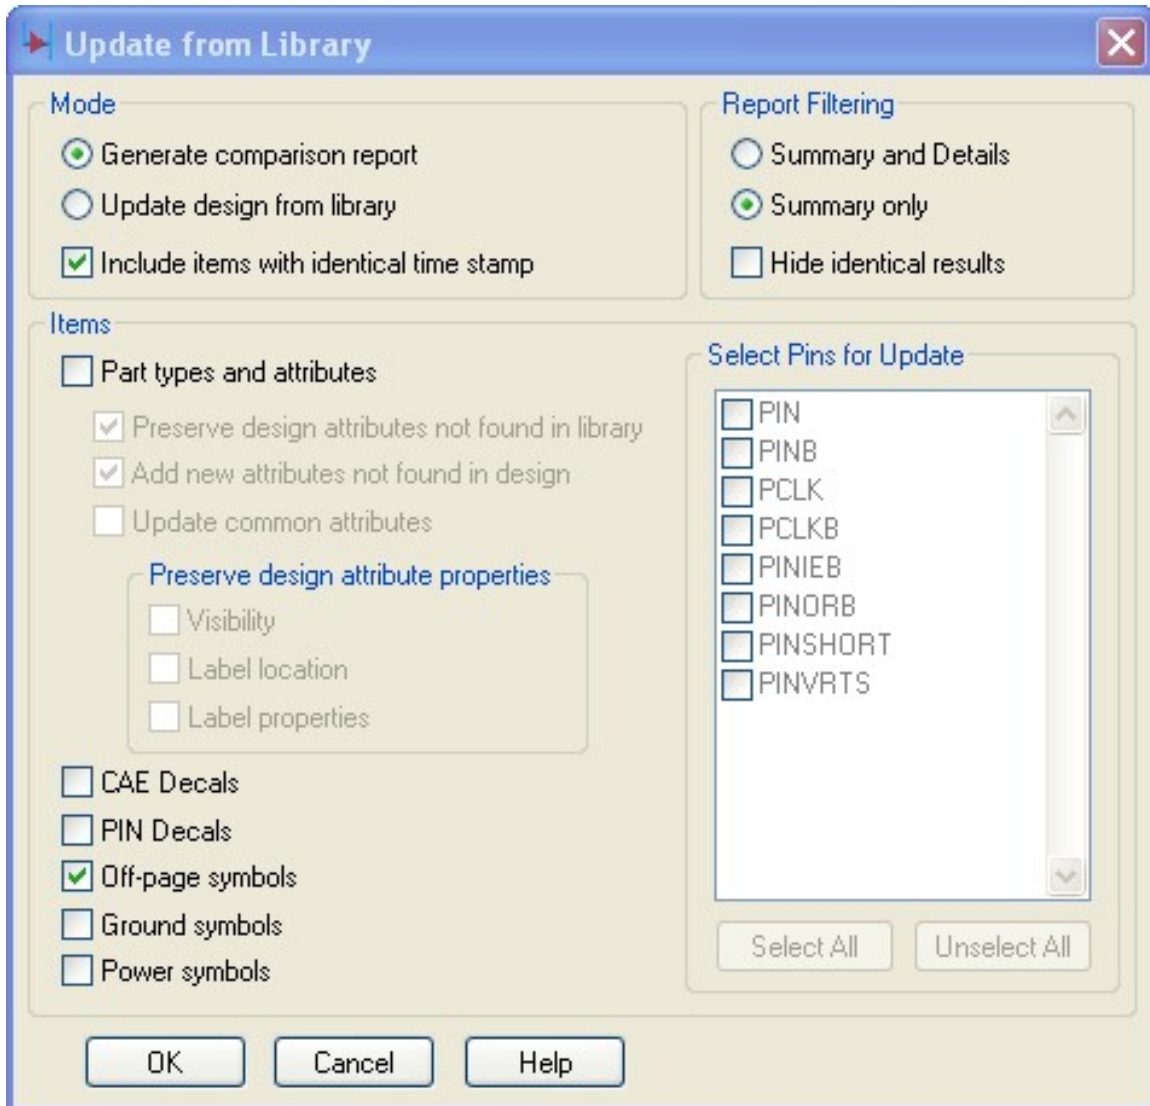 Update from Library
Mode
Generate comparison report
Update design from library
Include items with identical time stamp
Report Filtering
Summary and Details
Summary only
Hide identical results
Items
Part types and attributes
Preserve design attributes not found in library
Add new attributes not found in design
Update common attributes
Preserve design attribute properties
Visibility
Label location
Label properties
CAE Decals
PIN Decals
Off-page symbols
Ground symbols
Power symbols
Select Pins for Update
PIN
PINB
PCLK
PCLKB
PINIEB
PINORB
PINSHORT
PINVRTS
Select All
Unselect All
OK
Cancel
Help